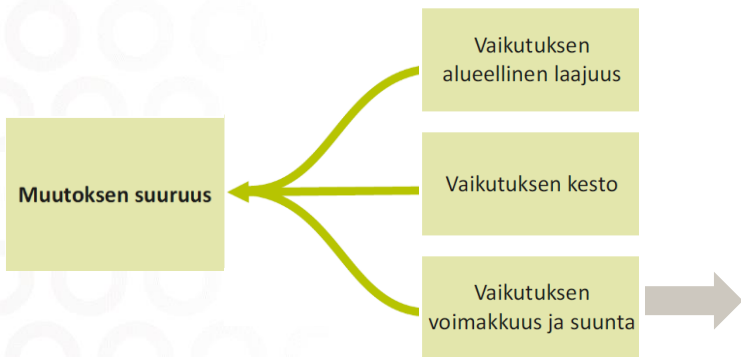 Vaikutuksen
alueellinen laajuus
Muutoksen suuruus
Vaikutuksen kesto
Vaikutuksen
voimakkuus ja suunta